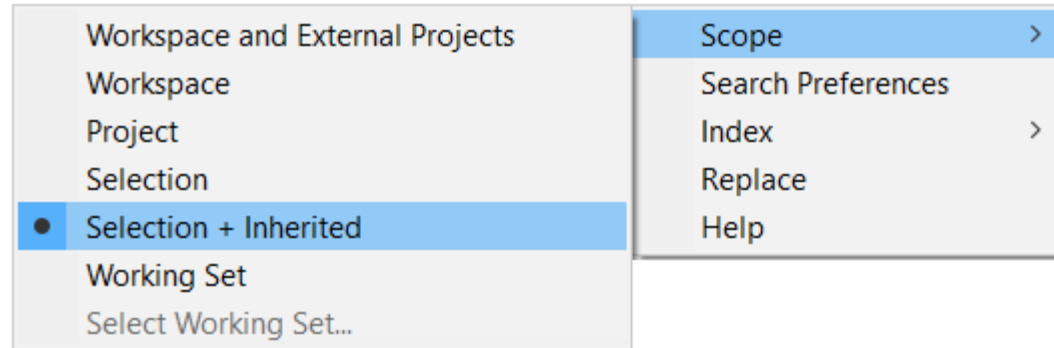 Workspace and External Projects
Workspace
Project
Selection
Selection + Inherited
Working Set
Select Working Set...
Scope
Search Preferences
Index
Replace
Help